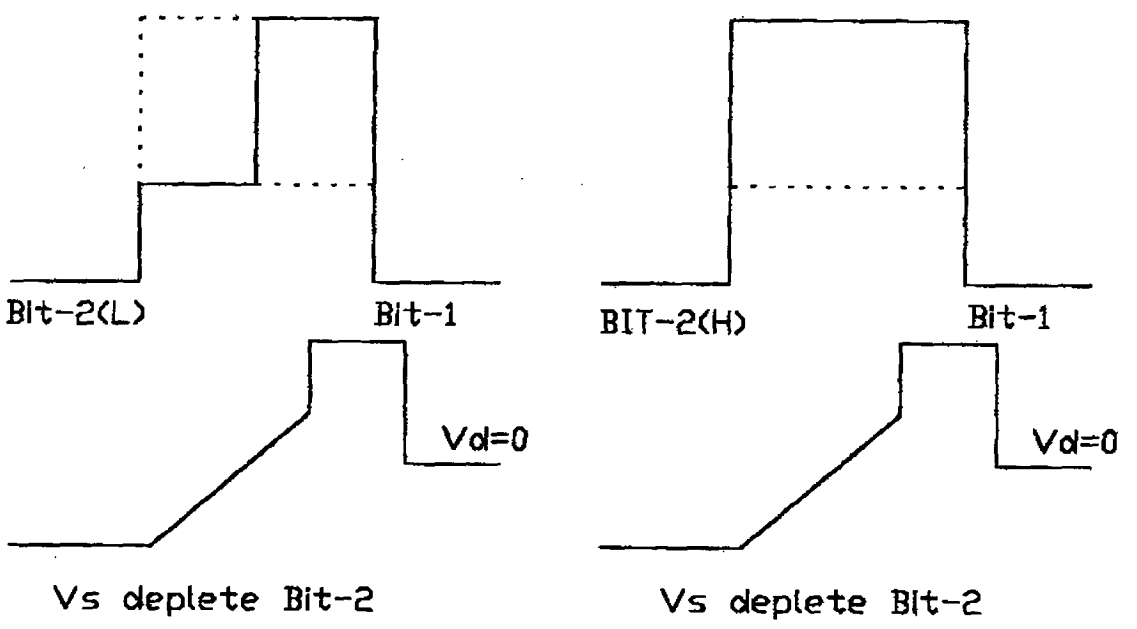 Bit-2(L)
Bit-1
BIT-2(H)
Bit-1
Vd=0
Vd=0
Vs deplete Bit-2
Vs deplete Bit-2